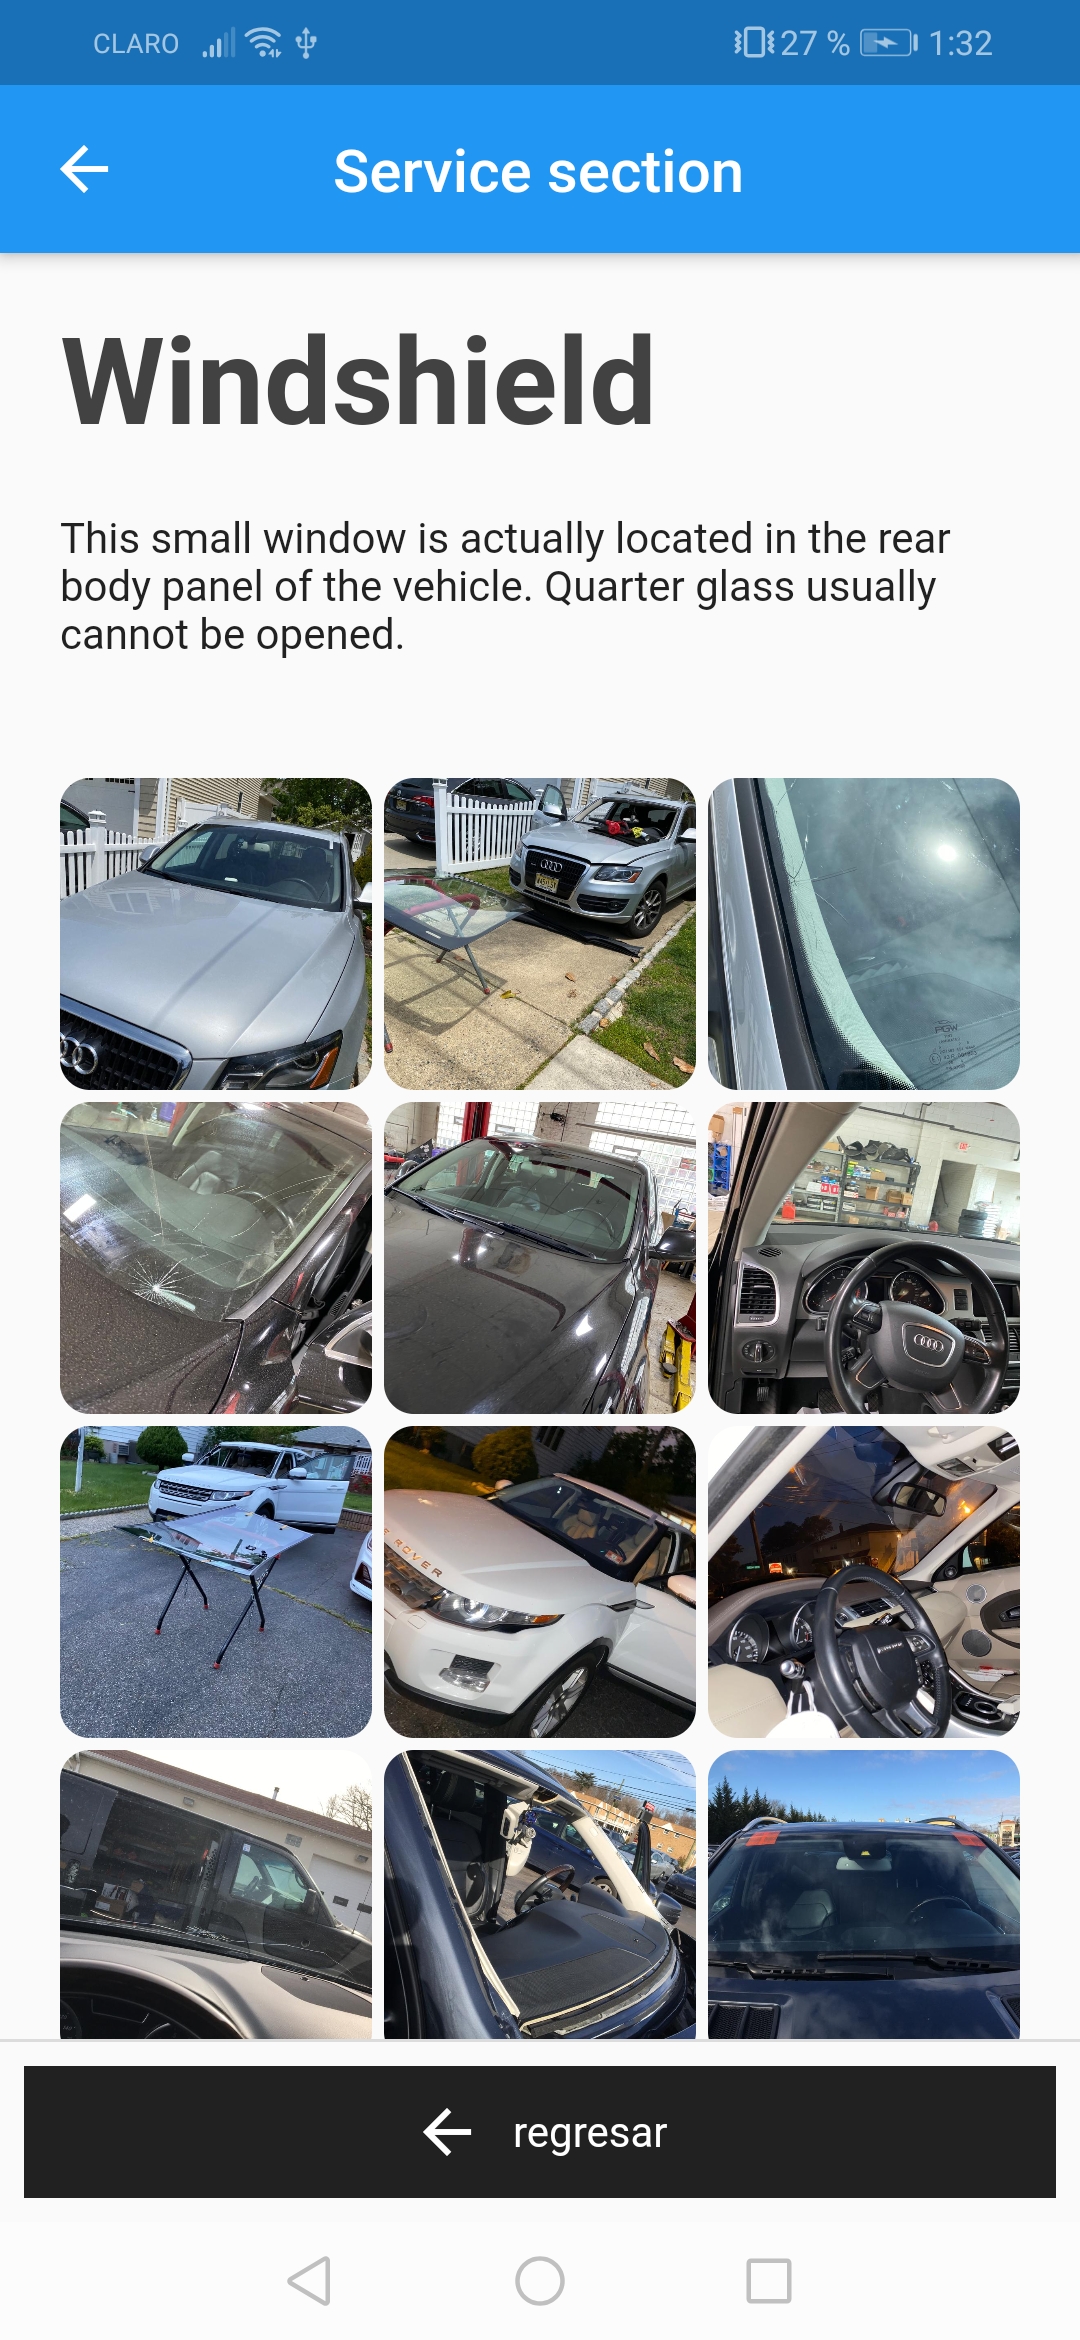 CLARO 27 % 1:32
Service section
Windshield
This small window is actually located in the rear
body panel of the vehicle. Quarter glass usually
cannot be opened.
PGW
ROVER
regresar